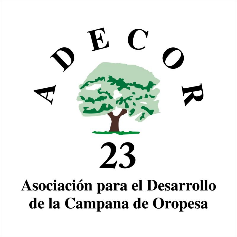 ADECOR
23
Asociación para el Desarrollo
de la Campana de Oropesa